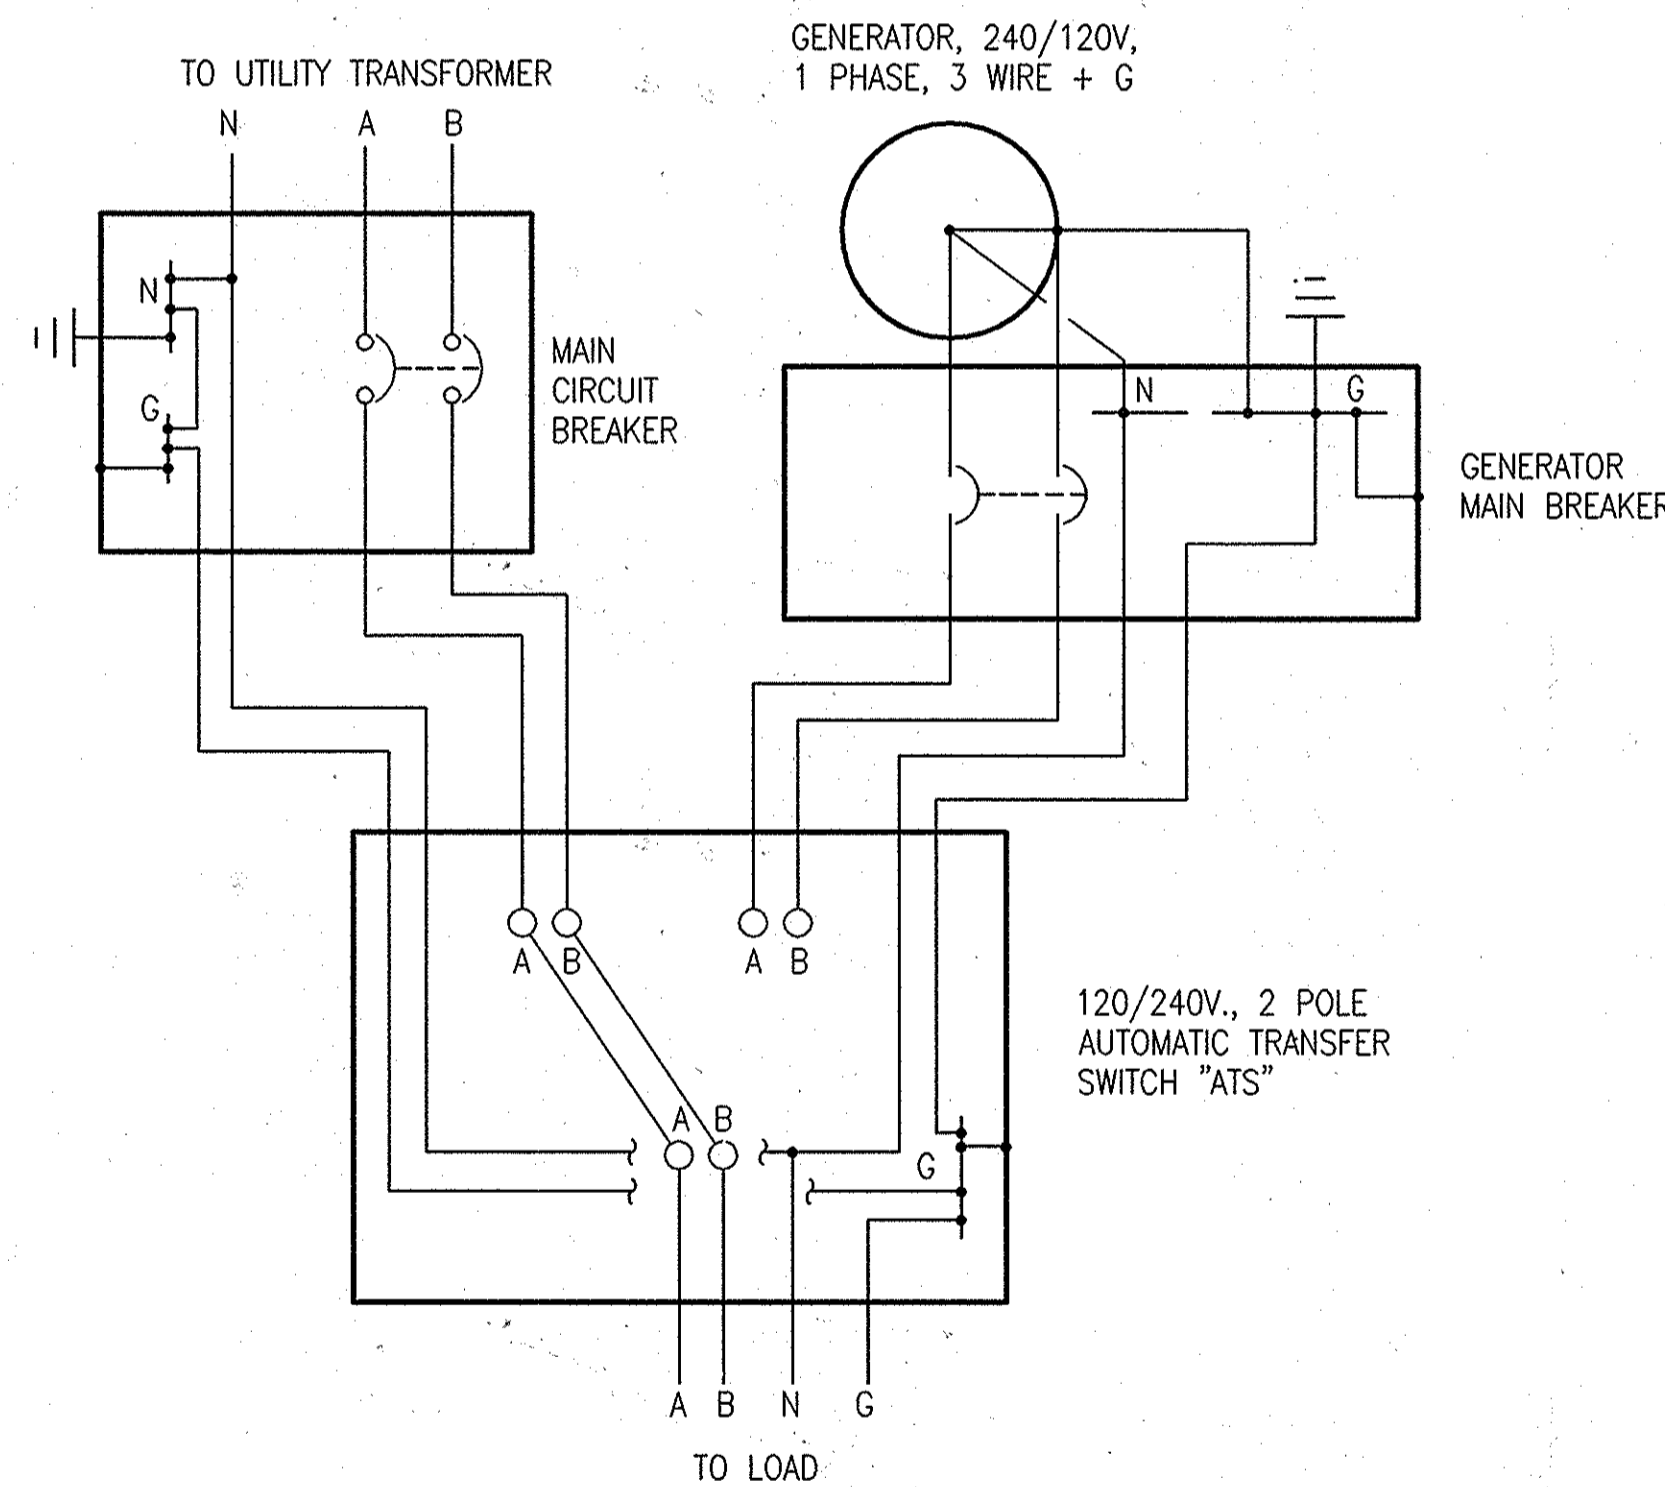 GENERATOR, 240/120V,
1 PHASE, 3 WIRE + G
TO UTILITY TRANSFORMER
N A B
N
G
MAIN
CIRCUIT
BREAKER
N G
GENERATOR
MAIN BREAKER
A B A B
120/240V., 2 POLE
AUTOMATIC TRANSFER
SWITCH "ATS"
A B
G
A B N G
TO LOAD